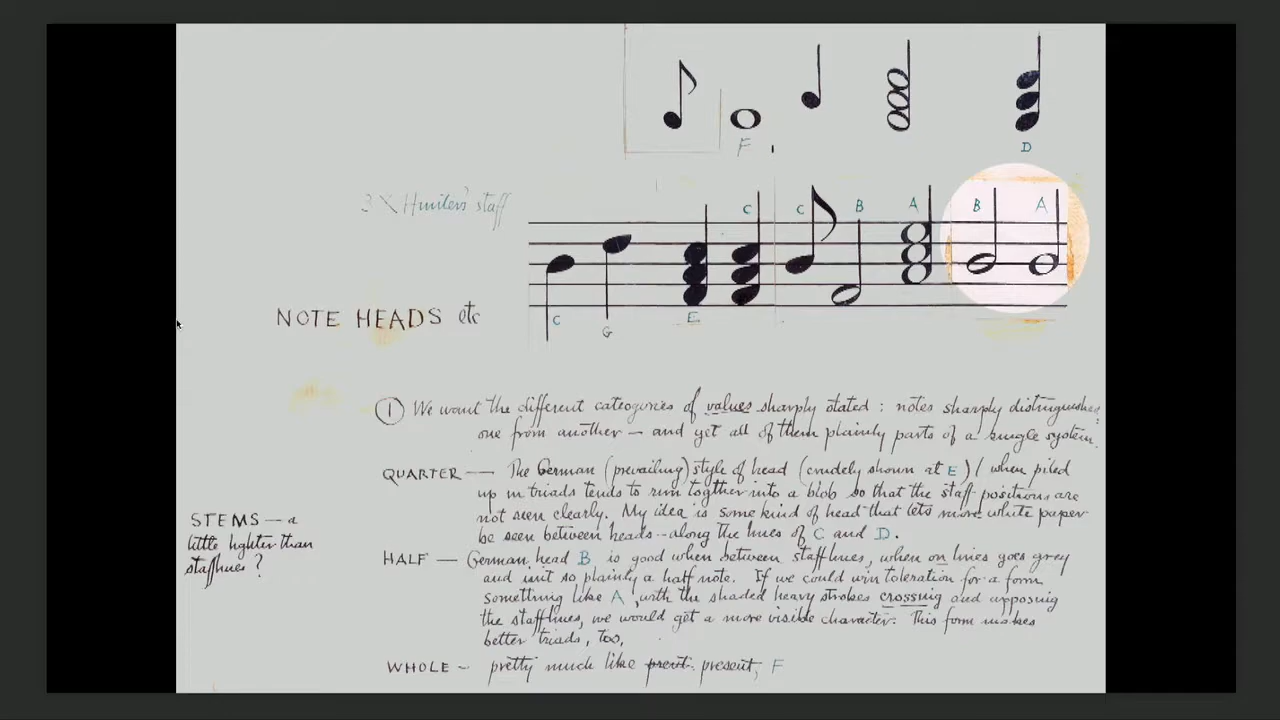 F
D
3 X Hunter's staff
C C B A B A
NOTE HEADS etc
C G E
1 We want the different categories of values sharply stated : notes sharply distinguished
one from another — and yet all of them plainly parts of a single system.
QUARTER — The German (prevailing) style of head (crudely shown at E) / when piled
up in triads tends to run together into a blob so that the staff positions are
not seen clearly. My idea is some kind of head that lets more white paper
be seen between heads -- along the lines of C and D.
STEMS — a
little lighter than
stafflines ?
HALF — German head B is good when between stafflines, when on lines goes grey
and isn't so plainly a half note. If we could win toleration for a form
something like A, with the shaded heavy strokes crossing and opposing
the stafflines, we would get a more visible character. This form makes
better triads, too,
WHOLE - pretty much like present, F